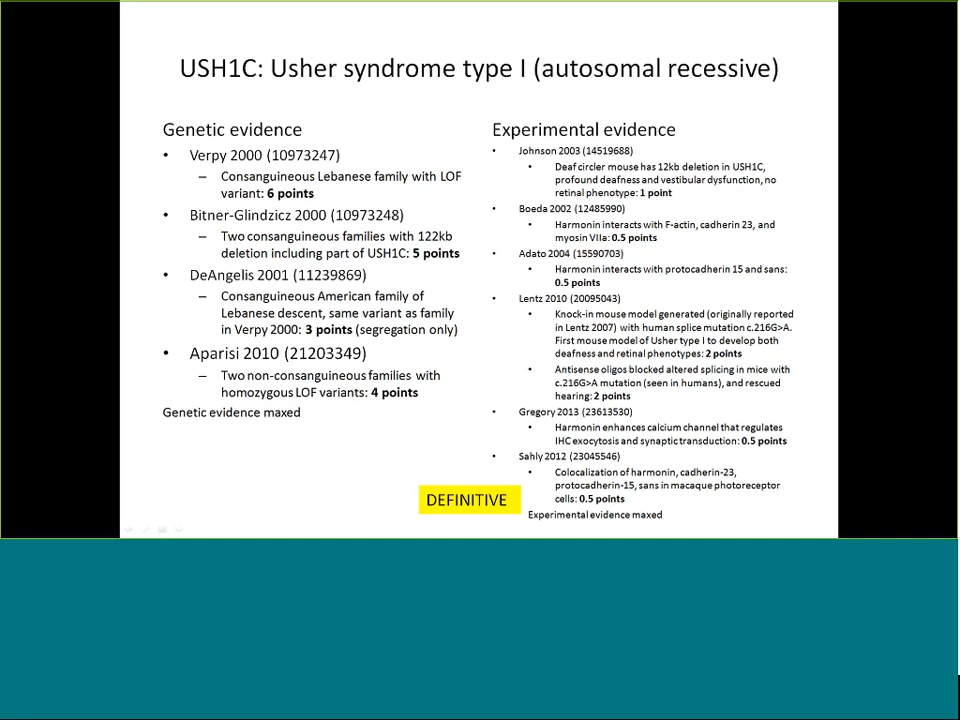 USH1C: Usher syndrome type I (autosomal recessive)
Genetic evidence
• Verpy 2000 (10973247)
– Consanguineous Lebanese family with LOF
variant: 6 points
• Bitner-Glindzicz 2000 (10973248)
– Two consanguineous families with 122kb
deletion including part of USH1C: 5 points
• DeAngelis 2001 (11239869)
– Consanguineous American family of
Lebanese descent, same variant as family
in Verpy 2000: 3 points (segregation only)
• Aparisi 2010 (21203349)
– Two non-consanguineous families with
homozygous LOF variants: 4 points
Genetic evidence maxed
Experimental evidence
• Johnson 2003 (14519688)
• Deaf circler mouse has 12kb deletion in USH1C,
profound deafness and vestibular dysfunction, no
retinal phenotype: 1 point
• Boeda 2002 (12485990)
• Harmonin interacts with F-actin, cadherin 23, and
myosin VIIa: 0.5 points
• Adato 2004 (15590703)
• Harmonin interacts with protocadherin 15 and sans:
0.5 points
• Lentz 2010 (20095043)
• Knock-in mouse model generated (originally reported
in Lentz 2007) with human splice mutation c.216G>A.
First mouse model of Usher type I to develop both
deafness and retinal phenotypes: 2 points
• Antisense oligos blocked altered splicing in mice with
c.216G>A mutation (seen in humans), and rescued
hearing: 2 points
• Gregory 2013 (23613530)
• Harmonin enhances calcium channel that regulates
IHC exocytosis and synaptic transduction: 0.5 points
• Sahly 2012 (23045546)
• Colocalization of harmonin, cadherin-23,
protocadherin-15, sans in macaque photoreceptor
cells: 0.5 points
Experimental evidence maxed
DEFINITIVE